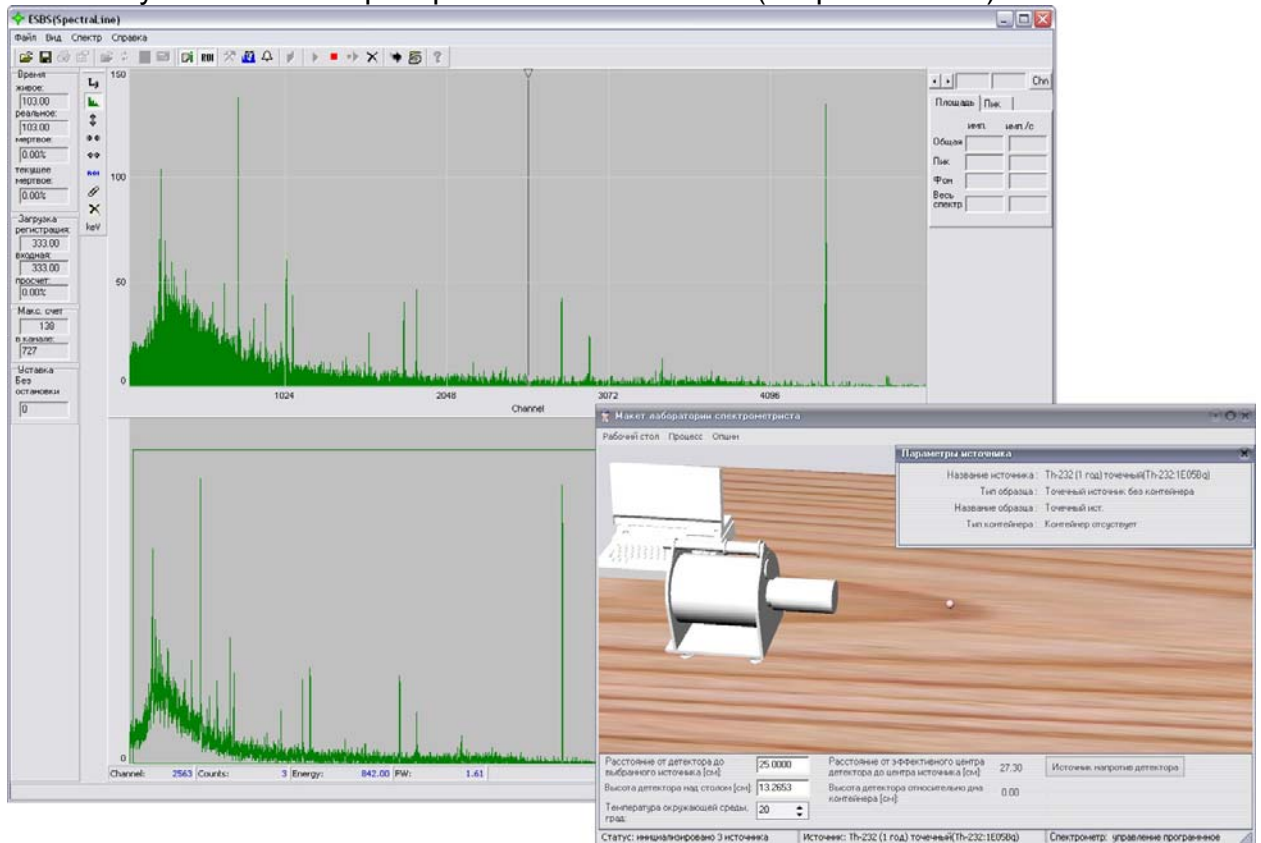 ESBS(SpectraLine)
Файл Вид Спектр Справка
Время
живое:
103.00
реальное:
103.00
мертвое:
0.00%
текущее
мертвое:
0.00%
Загрузка
регистрация:
333.00
входная:
333.00
просчет:
0.00%
Макс. счет
138
в канале:
727
Уставка
Без
остановки
0
Lg
ROI
keV
150
100
50
0
1024 2048 3072 4096
Channel
Chn
Площадь Пик
имп. имп./с
Общая
Пик
Фон
Весь
спектр
0
Channel: 2563 Counts: 3 Energy: 842.00 PW: 1.61
Макет лаборатории спектрометриста
Рабочий стол Процесс Опции
Параметры источника
Название источника : Th-232 (1 год) точечный(Th-232:1E05Bq)
Тип образца : Точечный источник без контейнера
Название образца : Точечный ист.
Тип контейнера : Контейнер отсуствует
Расстояние от детектора до
выбранного источника [см]: 25.0000
Расстояние от эффективного центра
детектора до центра источника [см]: 27.30
Источник напротив детектора
Высота детектора над столом [см]: 13.2653
Высота детектора относительно дна
контейнера [см]: 0.00
Температура окружающей среды,
град: 20
Статус: инициализировано 3 источника Источник: Th-232 (1 год) точечный(Th-232:1E05Bq) Спектрометр: управление программное